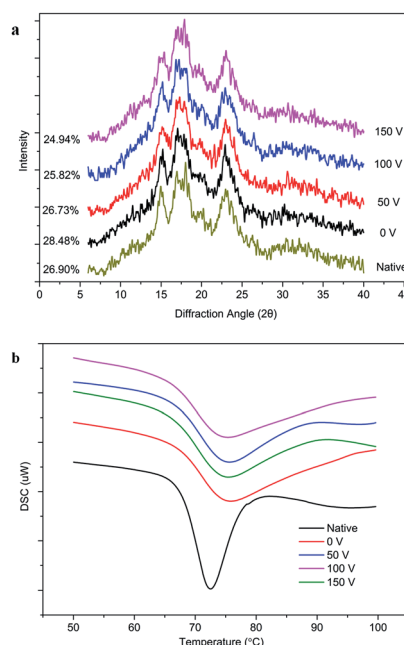 a
Intensity
24.94%
150 V
25.82%
100 V
26.73%
50 V
28.48%
0 V
26.90%
Native
0 5 10 15 20 25 30 35 40 45
Diffraction Angle (2θ)
b
DSC (uW)
Native
0 V
50 V
100 V
150 V
50 60 70 80 90 100
Temperature (°C)